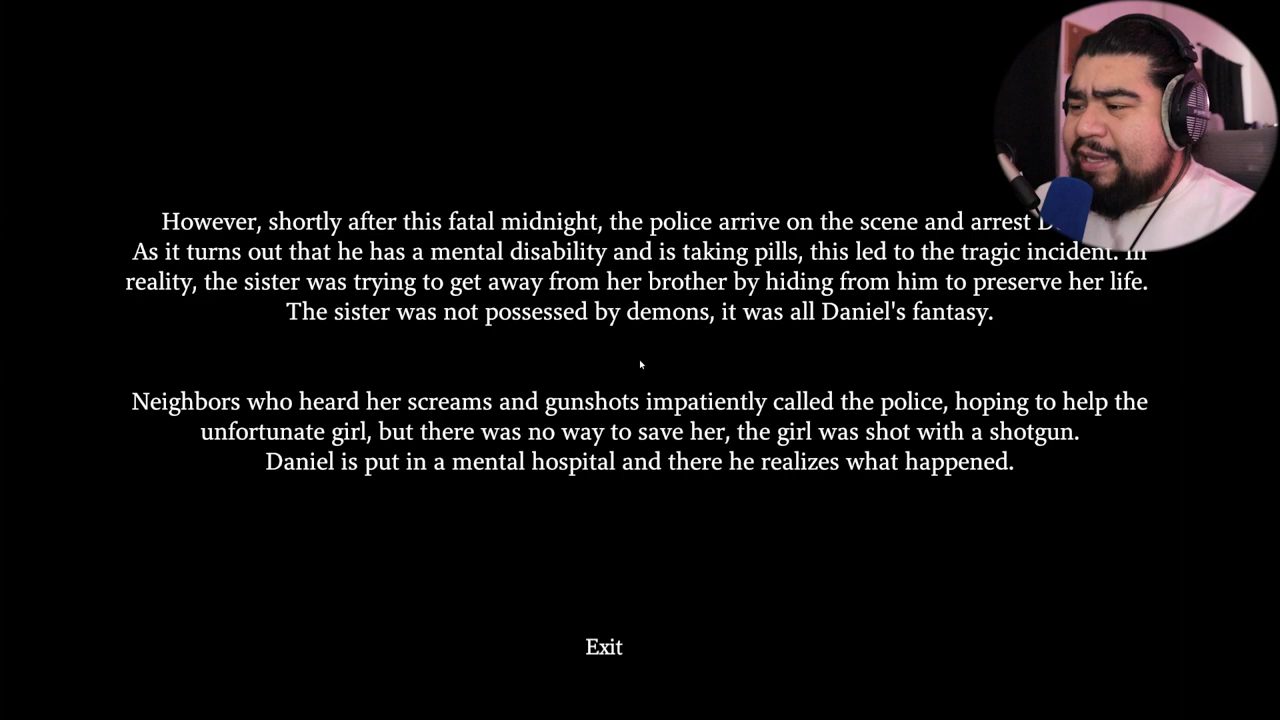 However, shortly after this fatal midnight, the police arrive on the scene and arrest
As it turns out that he has a mental disability and is taking pills, this led to the tragic incident. In
reality, the sister was trying to get away from her brother by hiding from him to preserve her life.
The sister was not possessed by demons, it was all Daniel's fantasy.
Neighbors who heard her screams and gunshots impatiently called the police, hoping to help the
unfortunate girl, but there was no way to save her, the girl was shot with a shotgun.
Daniel is put in a mental hospital and there he realizes what happened.
Exit